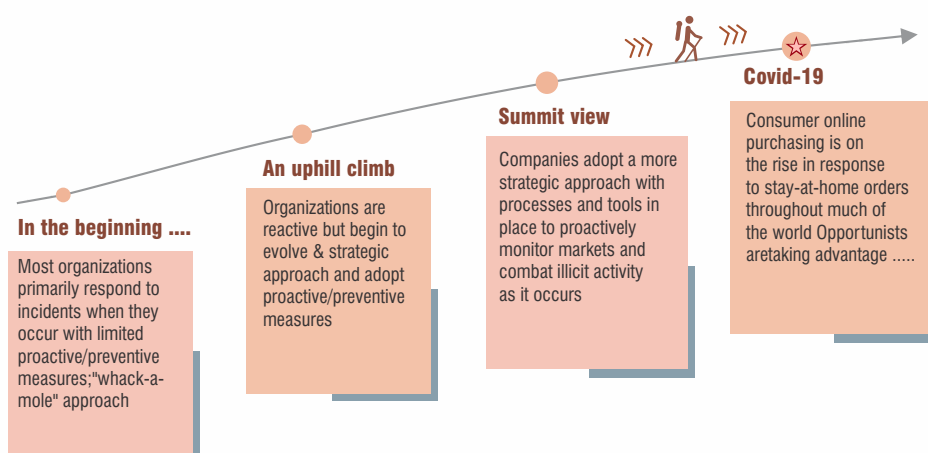 In the beginning ....
Most organizations
primarily respond to
incidents when they
occur with limited
proactive/preventive
measures;"whack-a-
mole" approach
An uphill climb
Organizations are
reactive but begin to
evolve & strategic
approach and adopt
proactive/preventive
measures
Summit view
Companies adopt a more
strategic approach with
processes and tools in
place to proactively
monitor markets and
combat illicit activity
as it occurs
Covid-19
Consumer online
purchasing is on
the rise in response
to stay-at-home orders
throughout much of
the world Opportunists
aretaking advantage .....